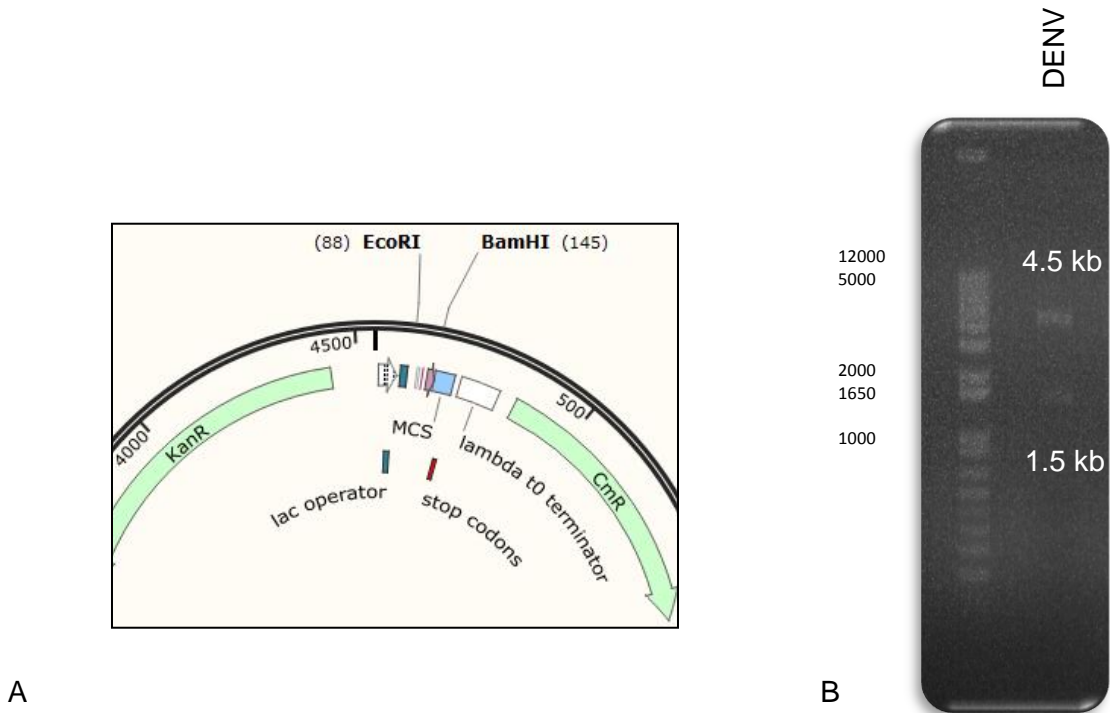 (88) EcoRI
BamHI (145)
4500
500
4000
KanR
MCS
lambda t0 terminator
CmR
lac operator
stop codons
A
DENV
12000
5000
2000
1650
1000
4.5 kb
1.5 kb
B